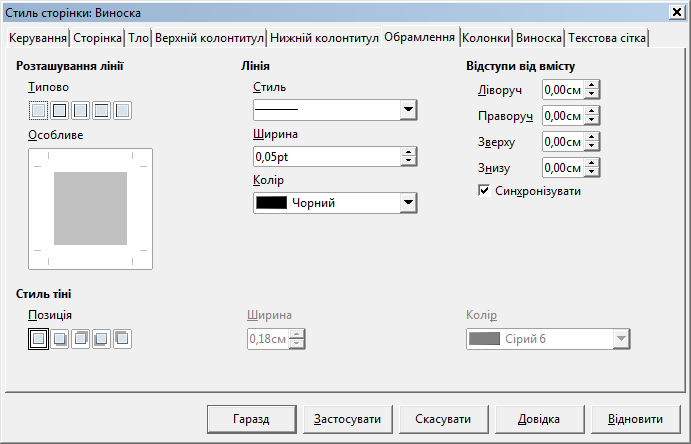 Стиль сторінки: Виноска
Керування Сторінка Тло Верхній колонтитул Нижній колонтитул Обрамлення Колонки Виноска Текстова сітка
Розташування лінії Лінія Відступи від вмісту
Типово Стиль Ліворуч 0,00см
Праворуч 0,00см
Особливе Ширина Зверху 0,00см
0,05pt Знизу 0,00см
Колір Синхронізувати
Чорний
Стиль тіні
Позиція Ширина Колір
0,18см Сірий 6
Гаразд Застосувати Скасувати Довідка Відновити